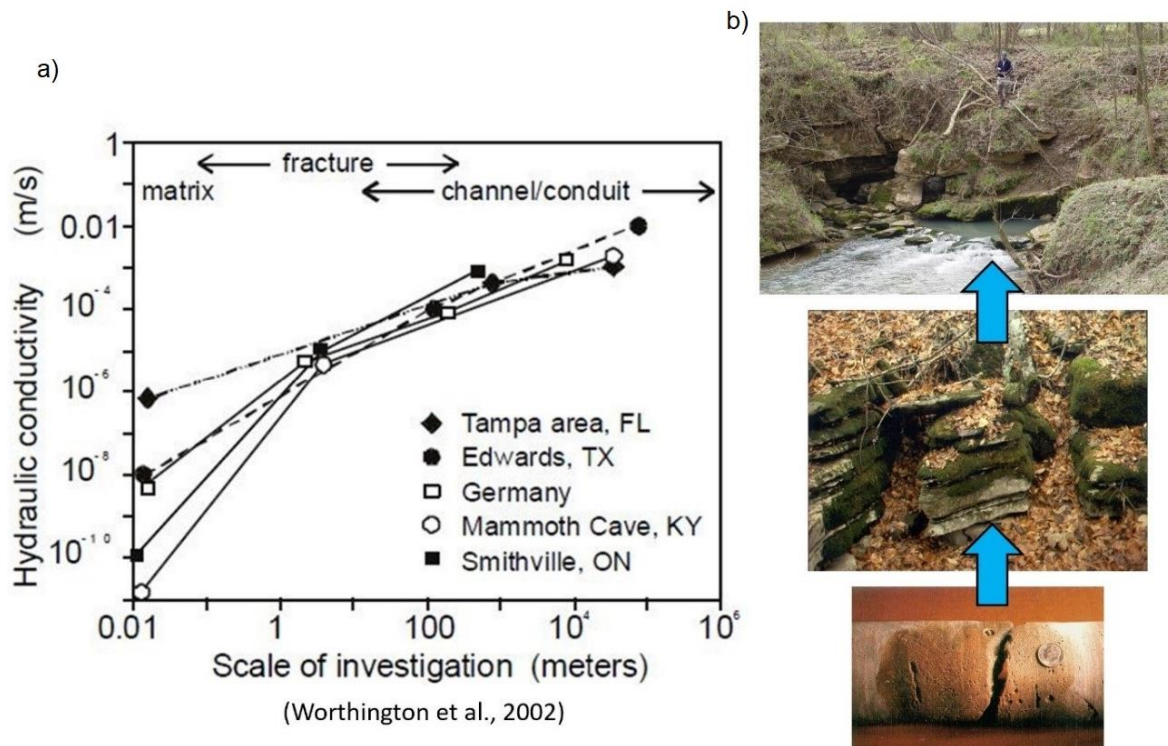 a)
b)
1
0.01
10⁻⁴
10⁻⁶
10⁻⁸
10⁻¹⁰
Hydraulic conductivity (m/s)
matrix
fracture
channel/conduit
Tampa area, FL
Edwards, TX
Germany
Mammoth Cave, KY
Smithville, ON
0.01 1 100 10⁴ 10⁶
Scale of investigation (meters)
(Worthington et al., 2002)